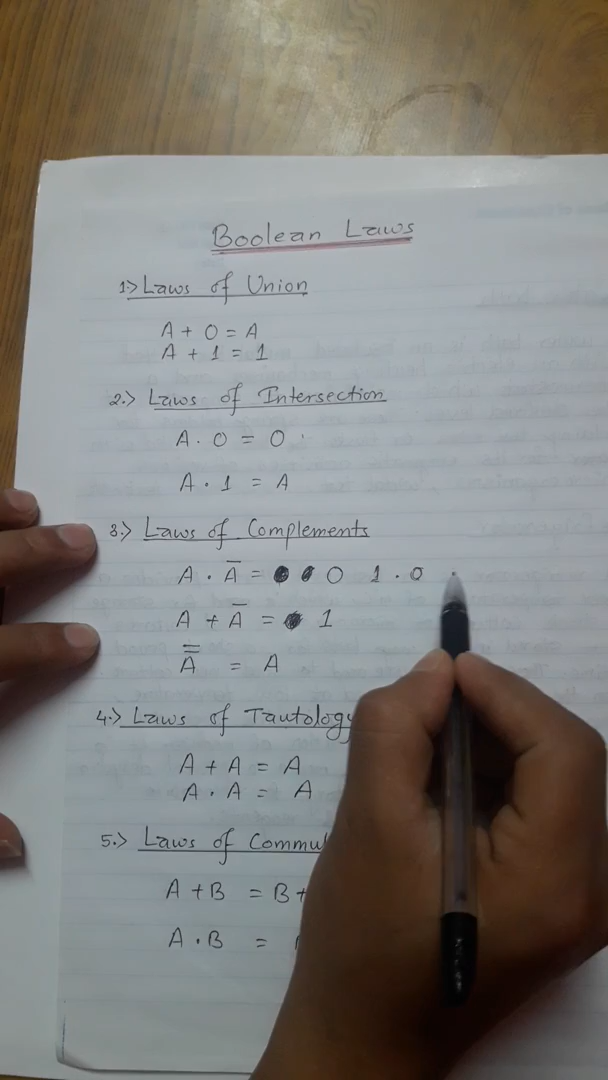 Boolean Laws
1.> Laws of Union
A + 0 = A
A + 1 = 1
2.> Laws of Intersection
A . 0 = 0
A . 1 = A
3.> Laws of Complements
A . Ā = 0 1 . 0
A + Ā = 1
A̿ = A
4.> Laws of Tautology
A + A = A
A . A = A
5.> Laws of Commu
A + B = B +
A . B =